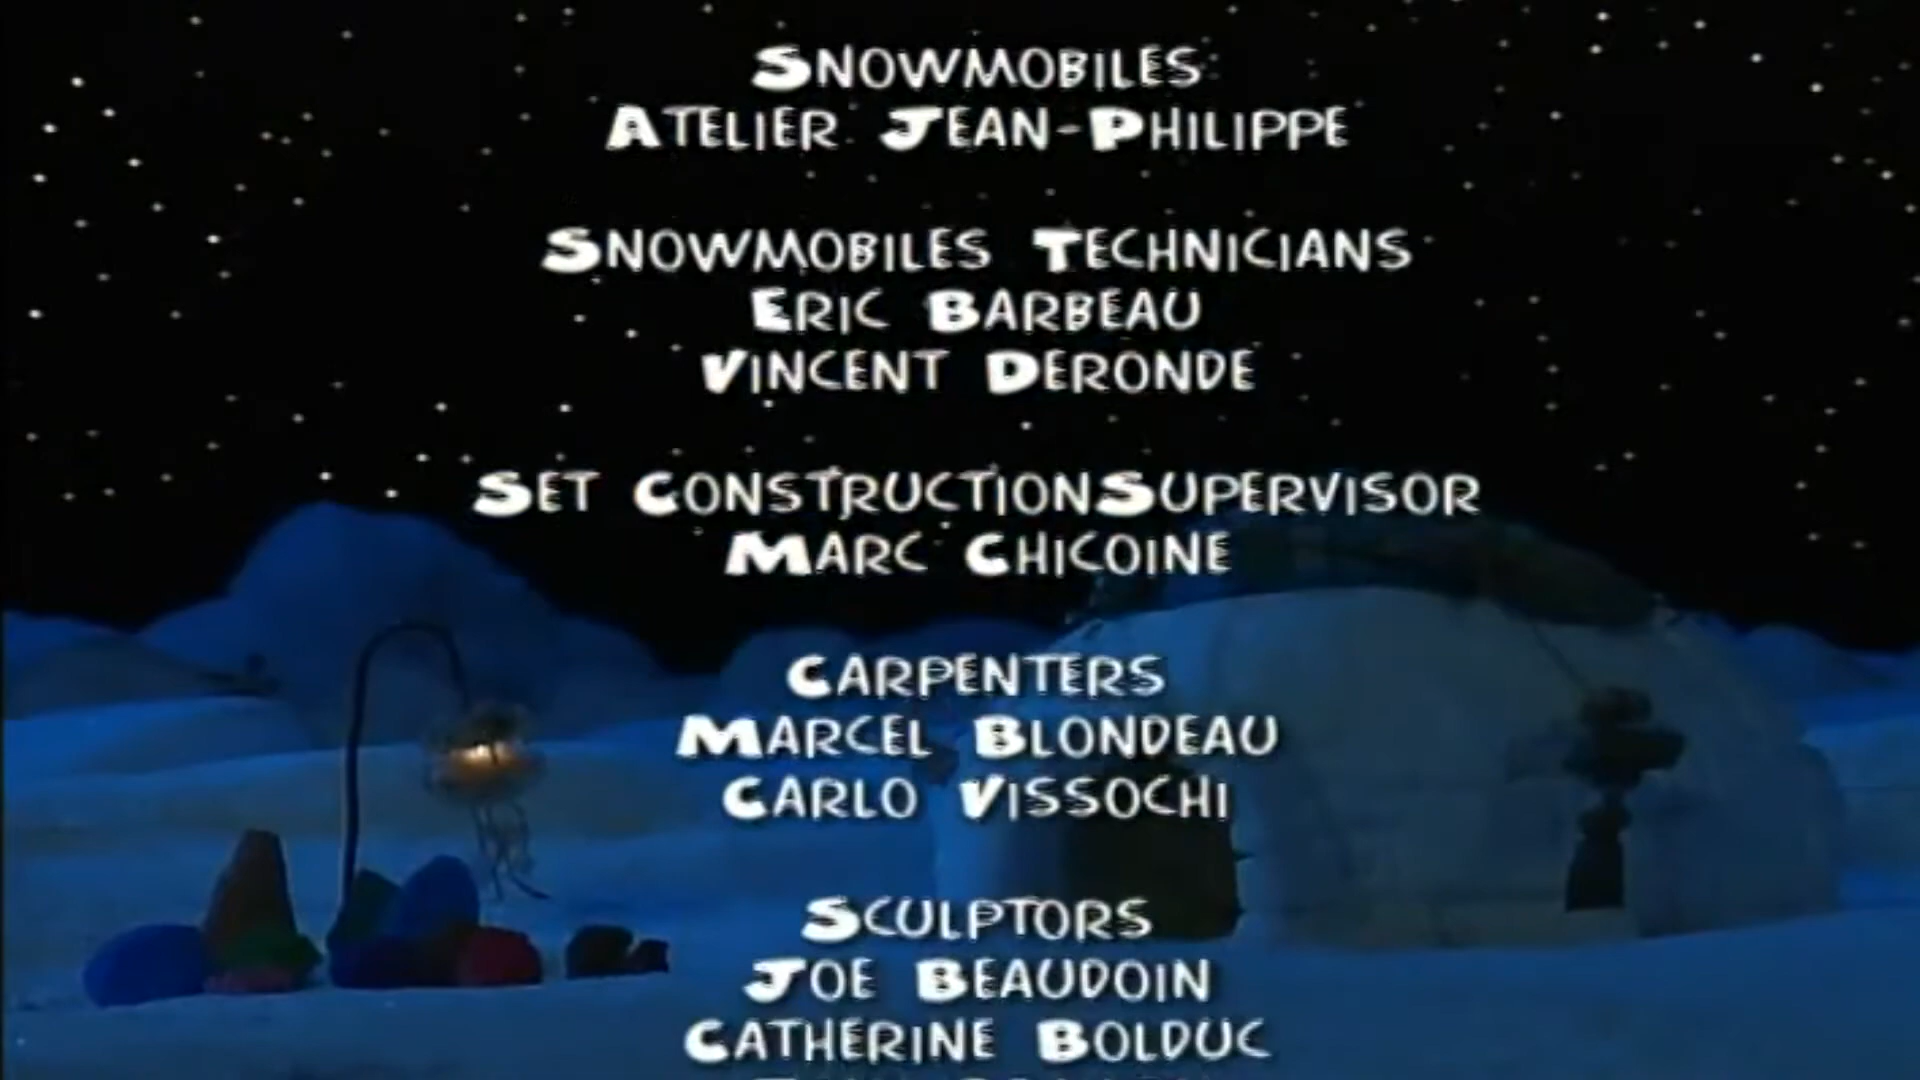 Snowmobiles
Atelier Jean-Philippe
Snowmobiles Technicians
Eric Barbeau
Vincent Deronde
Set ConstructionSupervisor
Marc Chicoine
Carpenters
Marcel Blondeau
Carlo Vissochi
Sculptors
Joe Beaudoin
Catherine Bolduc